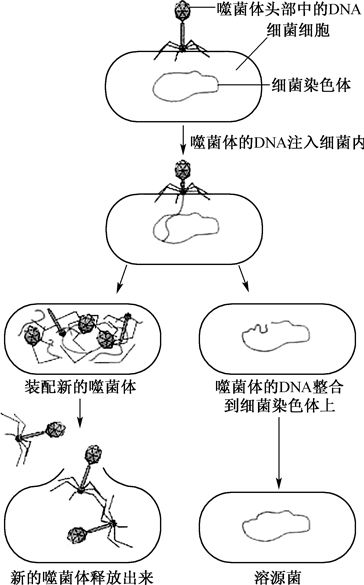 噬菌体头部中的DNA
细菌细胞
细菌染色体
噬菌体的DNA注入细菌内
装配新的噬菌体
噬菌体的DNA整合
到细菌染色体上
新的噬菌体释放出来
溶源菌